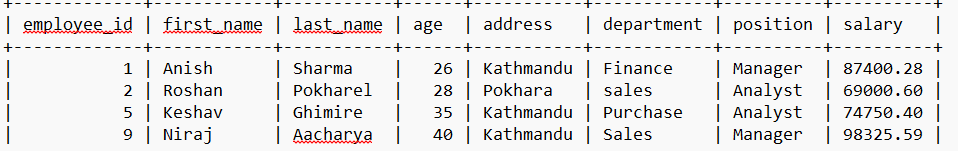 +-------------+------------+-----------+------+-----------+------------+----------+----------+
| employee_id | first_name | last_name | age  | address   | department | position | salary   |
+-------------+------------+-----------+------+-----------+------------+----------+----------+
|           1 | Anish      | Sharma    |   26 | Kathmandu | Finance    | Manager  | 87400.28 |
|           2 | Roshan     | Pokharel  |   28 | Pokhara   | sales      | Analyst  | 69000.60 |
|           5 | Keshav     | Ghimire   |   35 | Kathmandu | Purchase   | Analyst  | 74750.40 |
|           9 | Niraj      | Aacharya  |   40 | Kathmandu | Sales      | Manager  | 98325.59 |